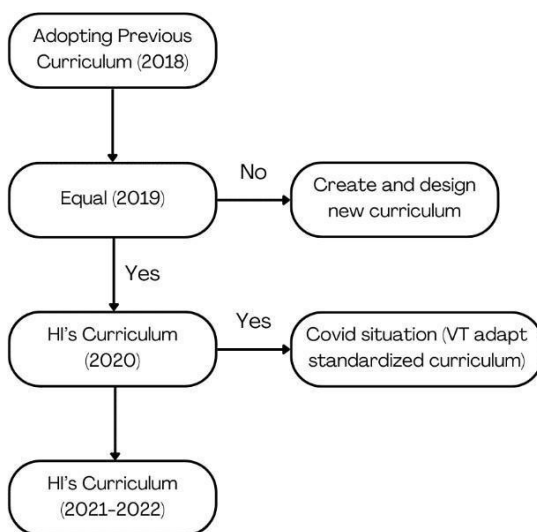 Adopting Previous
Curriculum (2018)
No
Equal (2019)
Create and design
new curriculum
Yes
HI's Curriculum
(2020)
Yes
Covid situation (VT adapt
standardized curriculum)
HI's Curriculum
(2021-2022)